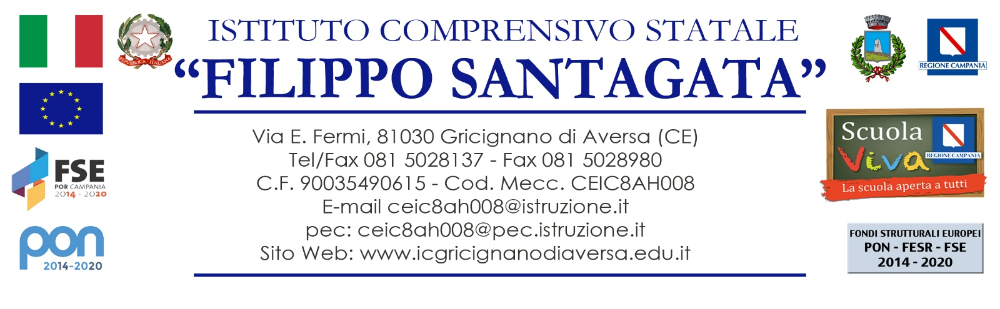 ISTITUTO COMPRENSIVO STATALE
“FILIPPO SANTAGATA”
Via E. Fermi, 81030 Gricignano di Aversa (CE)
Tel/Fax 081 5028137 - Fax 081 5028980
C.F. 90035490615 - Cod. Mecc. CEIC8AH008
E-mail ceic8ah008@istruzione.it
pec: ceic8ah008@pec.istruzione.it
Sito Web: www.icgricignanodiaversa.edu.it
REPVBBLICA ITALIANA
FSE
POR CAMPANIA
2014 - 2020
pon
2014-2020
REGIONE CAMPANIA
Scuola
Viva
REGIONE CAMPANIA
La scuola aperta a tutti
FONDI STRUTTURALI EUROPEI
PON - FESR - FSE
2014 - 2020